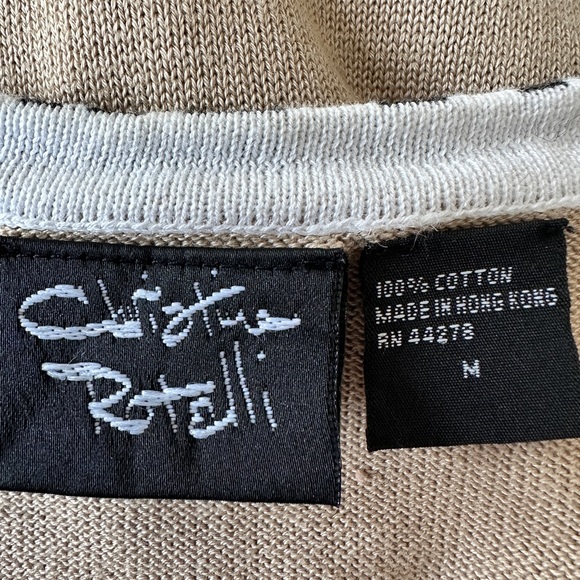 Christine
Rotelli
100% COTTON
MADE IN HONG KONG
RN 44278
M